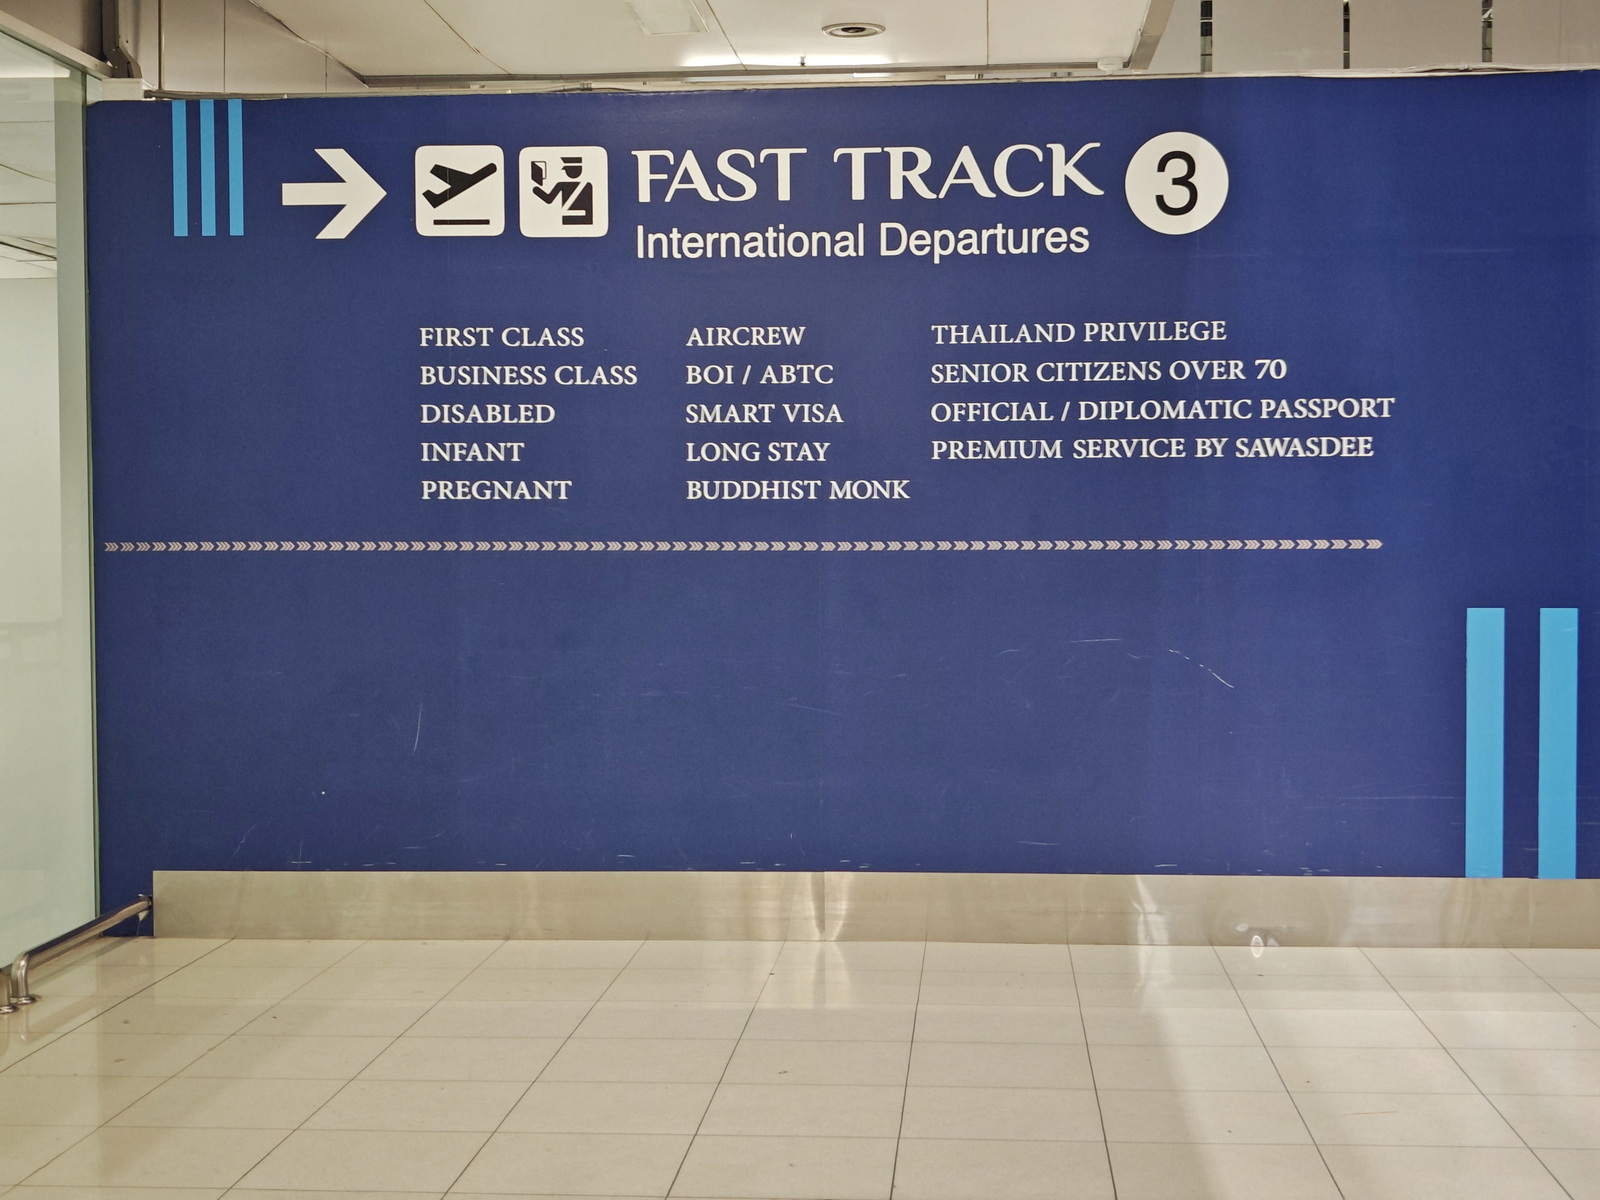 FAST TRACK 3
International Departures
FIRST CLASS
BUSINESS CLASS
DISABLED
INFANT
PREGNANT
AIRCREW
BOI / ABTC
SMART VISA
LONG STAY
BUDDHIST MONK
THAILAND PRIVILEGE
SENIOR CITIZENS OVER 70
OFFICIAL / DIPLOMATIC PASSPORT
PREMIUM SERVICE BY SAWASDEE